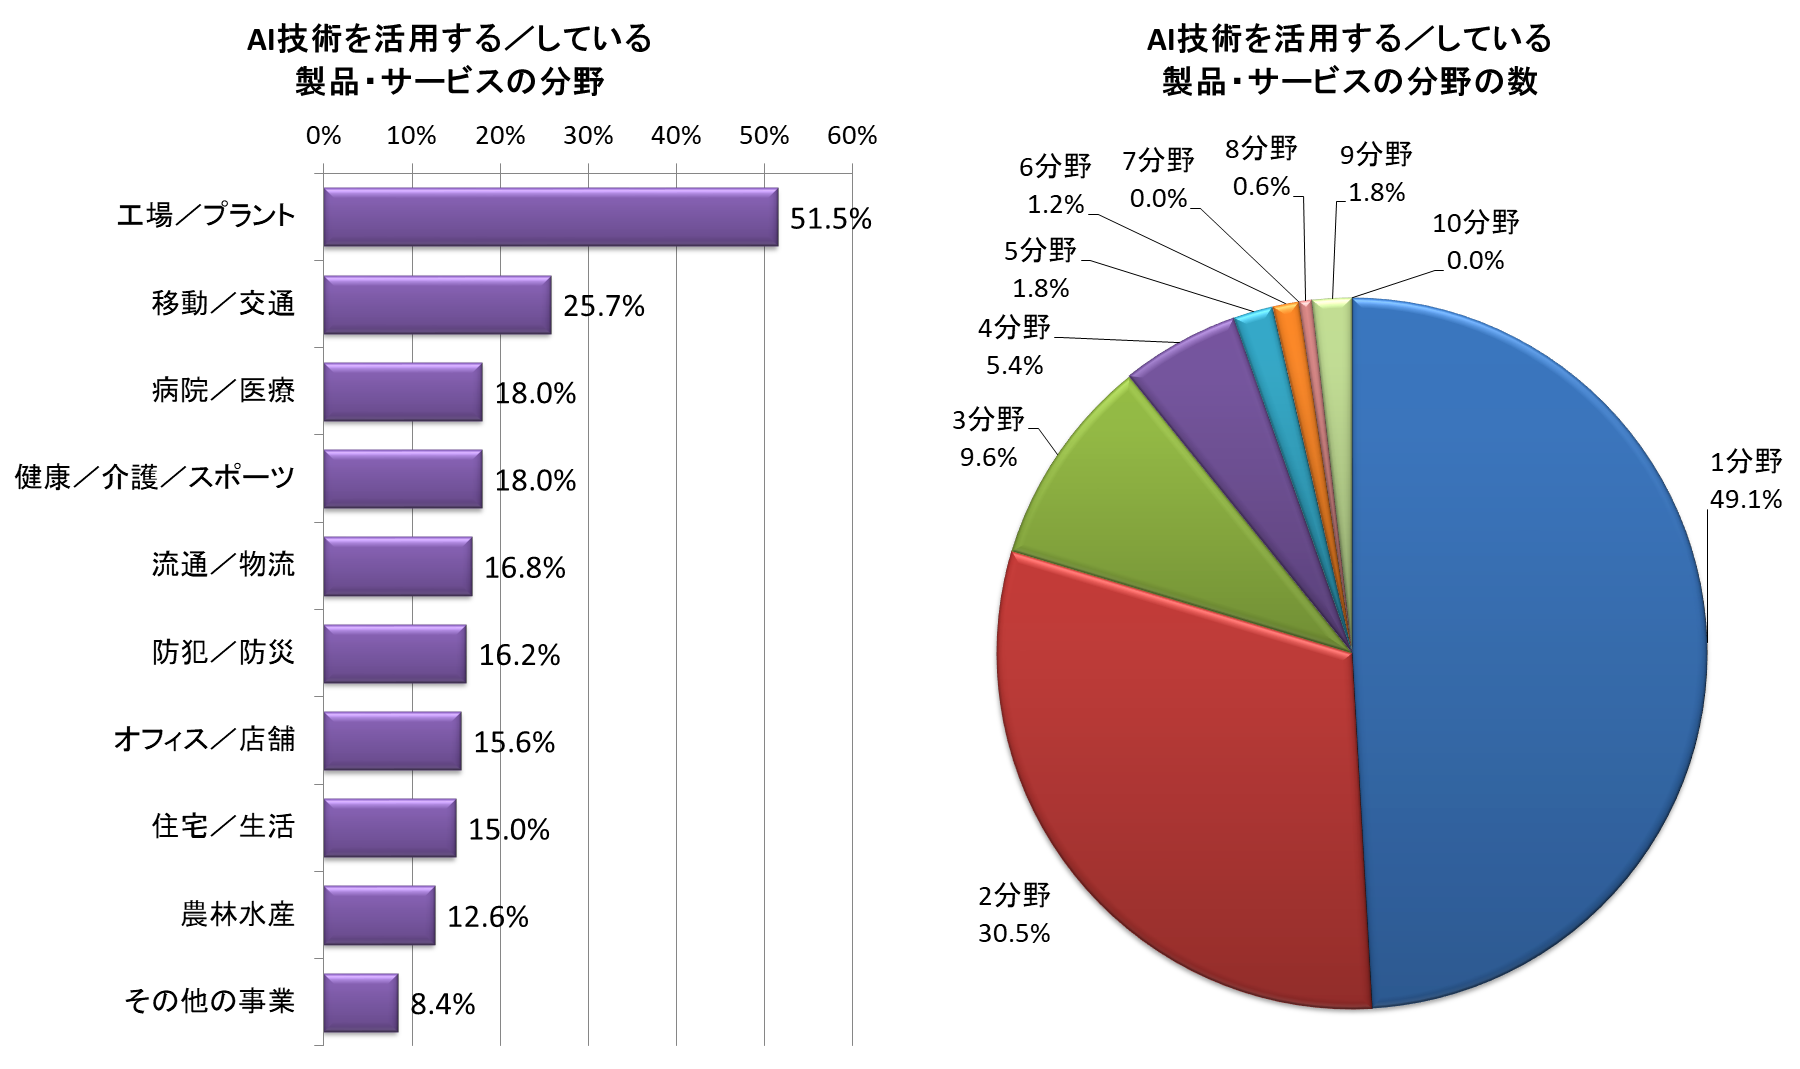 AI技術を活用する／している
製品・サービスの分野
0% 10% 20% 30% 40% 50% 60%
工場／プラント 51.5%
移動／交通 25.7%
病院／医療 18.0%
健康／介護／スポーツ 18.0%
流通／物流 16.8%
防犯／防災 16.2%
オフィス／店舗 15.6%
住宅／生活 15.0%
農林水産 12.6%
その他の事業 8.4%
AI技術を活用する／している
製品・サービスの分野の数
1分野
49.1%
2分野
30.5%
3分野
9.6%
4分野
5.4%
5分野
1.8%
6分野
1.2%
7分野
0.0%
8分野
0.6%
9分野
1.8%
10分野
0.0%